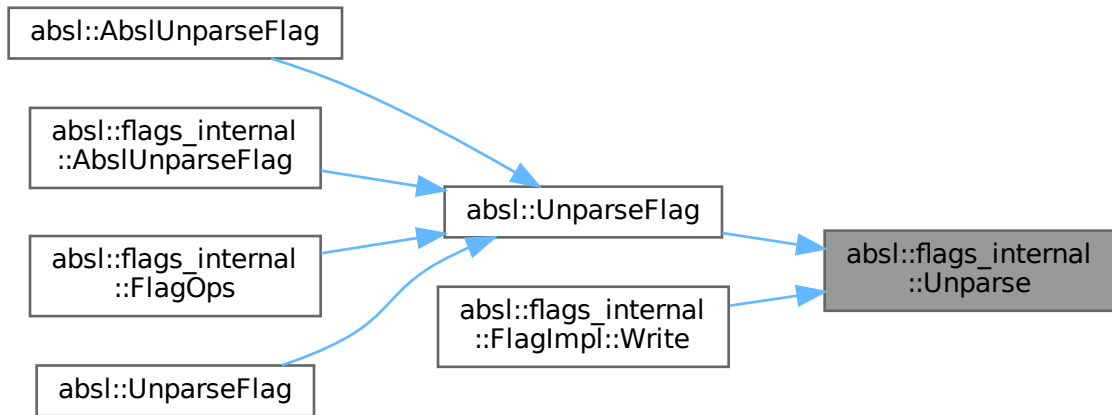 absl::AbslUnparseFlag
absl::flags_internal
::AbslUnparseFlag
absl::flags_internal
::FlagOps
absl::UnparseFlag
absl::UnparseFlag
absl::flags_internal
::FlagImpl::Write
absl::flags_internal
::Unparse